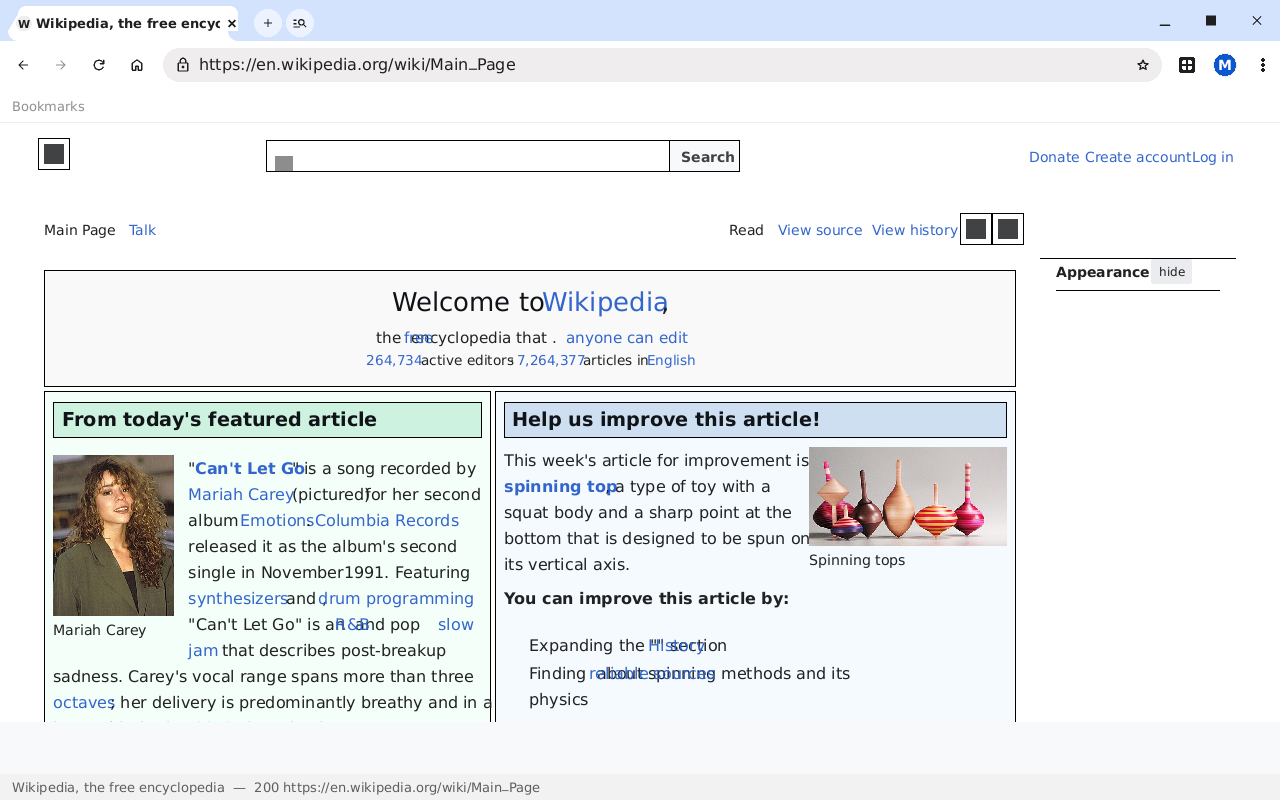 W Wikipedia, the free encyc
https://en.wikipedia.org/wiki/Main_Page
M
Bookmarks
Search
Donate Create account Log in
Main Page Talk
Read View source View history
Appearance hide
Welcome to Wikipedia,
the free encyclopedia that anyone can edit.
264,734 active editors 7,264,377 articles in English
From today's featured article
"Can't Let Go" is a song recorded by
Mariah Carey (pictured) for her second
album Emotions. Columbia Records
released it as the album's second
single in November 1991. Featuring
synthesizers and drum programming,
"Can't Let Go" is an R&B and pop slow
jam that describes post-breakup
sadness. Carey's vocal range spans more than three
octaves; her delivery is predominantly breathy and in a
Mariah Carey
Help us improve this article!
This week's article for improvement is
spinning top, a type of toy with a
squat body and a sharp point at the
bottom that is designed to be spun on
its vertical axis.
Spinning tops
You can improve this article by:
Expanding the "History" section
Finding reliable sources about spinning methods and its
physics
Wikipedia, the free encyclopedia — 200 https://en.wikipedia.org/wiki/Main_Page